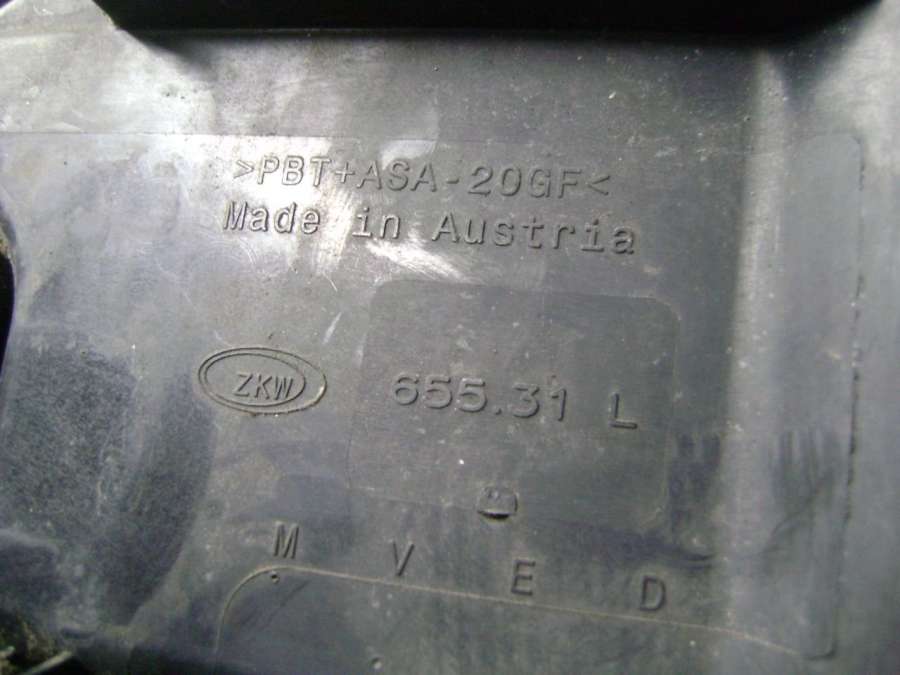 >PBT+ASA-20GF<
Made in Austria
ZKW
655.31 L
M V E D